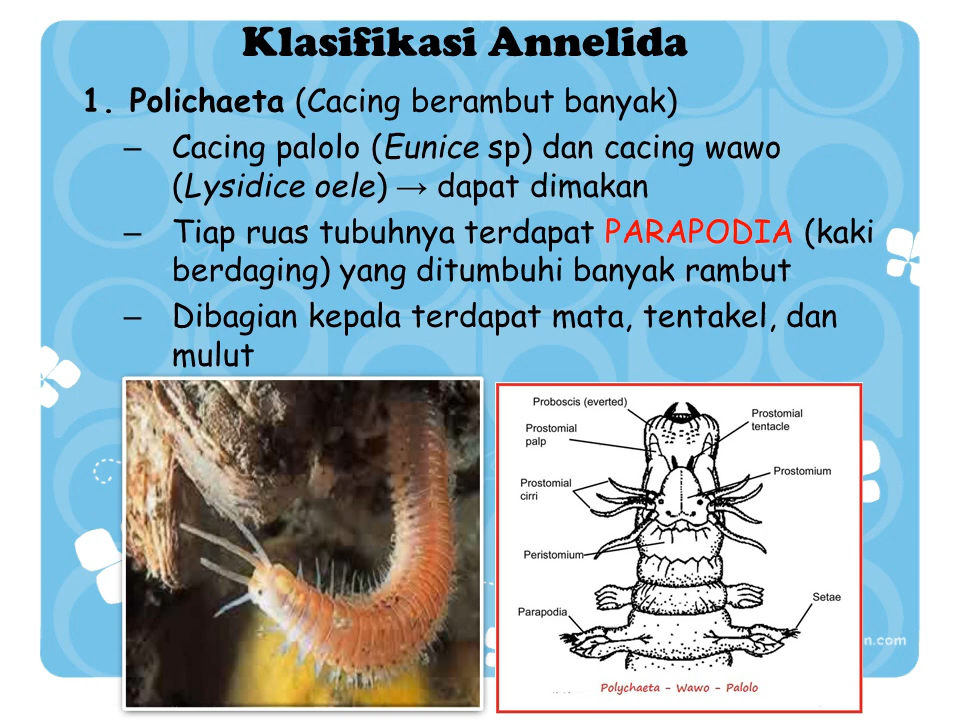 Klasifikasi Annelida
1. Polichaeta (Cacing berambut banyak)
– Cacing palolo (Eunice sp) dan cacing wawo
(Lysidice oele) → dapat dimakan
– Tiap ruas tubuhnya terdapat PARAPODIA (kaki
berdaging) yang ditumbuhi banyak rambut
– Dibagian kepala terdapat mata, tentakel, dan
mulut
Proboscis (everted)
Prostomial
palp
Prostomial
tentacle
Prostomium
Prostomial
cirri
Peristomium
Setae
Parapodia
Polychaeta - Wawo - Palolo